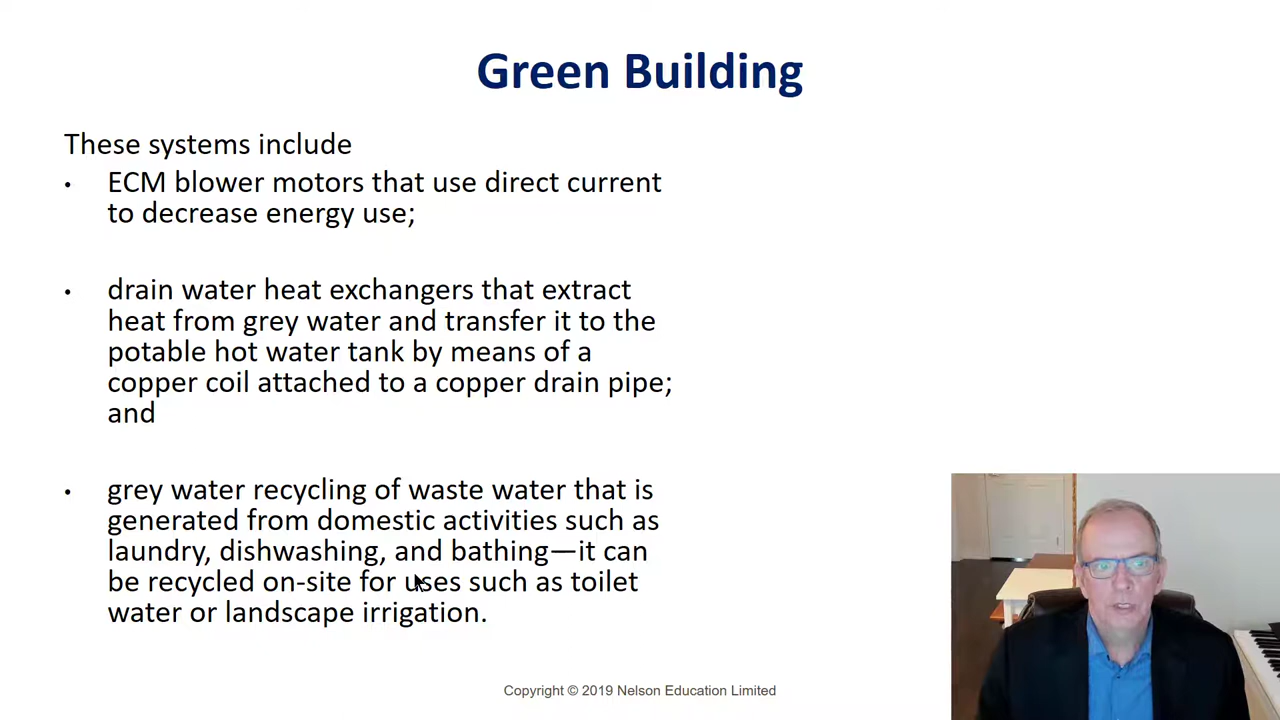 Green Building
These systems include
• ECM blower motors that use direct current
to decrease energy use;
• drain water heat exchangers that extract
heat from grey water and transfer it to the
potable hot water tank by means of a
copper coil attached to a copper drain pipe;
and
• grey water recycling of waste water that is
generated from domestic activities such as
laundry, dishwashing, and bathing—it can
be recycled on-site for uses such as toilet
water or landscape irrigation.
Copyright © 2019 Nelson Education Limited